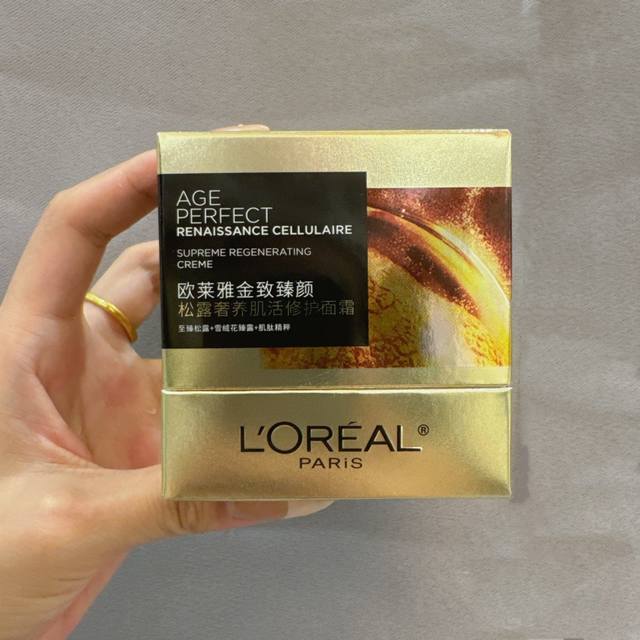 AGE
PERFECT
RENAISSANCE CELLULAIRE
SUPREME REGENERATING
CREME
欧莱雅金致臻颜
松露奢养肌活修护面霜
至臻松露+雪绒花臻露+肌肽精粹
L'ORÉAL®
PARiS